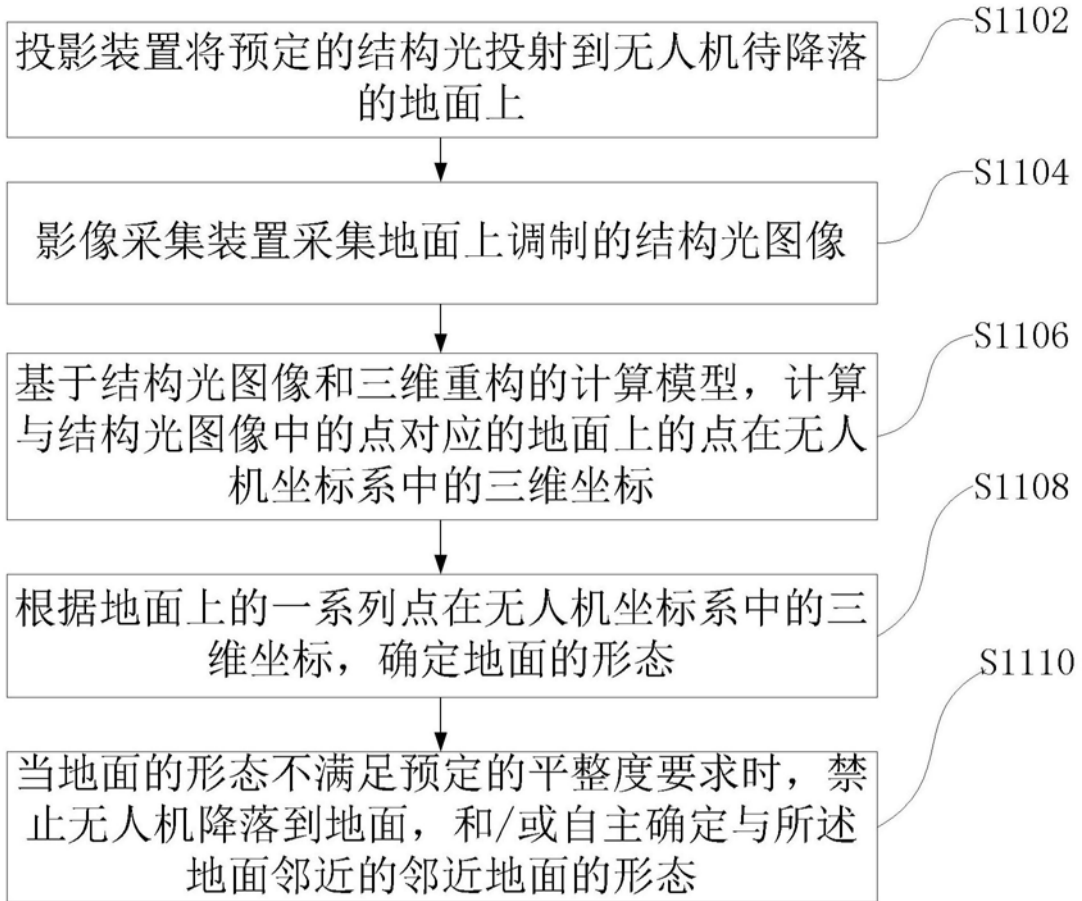 S1102
投影装置将预定的结构光投射到无人机待降落
的地面上
S1104
影像采集装置采集地面上调制的结构光图像
S1106
基于结构光图像和三维重构的计算模型，计算
与结构光图像中的点对应的地面上的点在无人
机坐标系中的三维坐标
S1108
根据地面上的一系列点在无人机坐标系中的三
维坐标，确定地面的形态
S1110
当地面的形态不满足预定的平整度要求时，禁
止无人机降落到地面，和/或自主确定与所述
地面邻近的邻近地面的形态